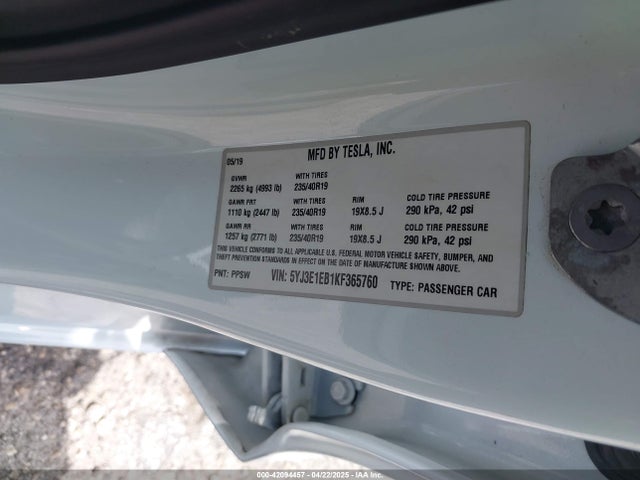 05/19 MFD BY TESLA, INC.
GVWR WITH TIRES
2265 kg (4993 lb) 235/40R19
GAWR FRT WITH TIRES RIM COLD TIRE PRESSURE
1110 kg (2447 lb) 235/40R19 19X8.5 J 290 kPa, 42 psi
GAWR RR WITH TIRES RIM COLD TIRE PRESSURE
1257 kg (2771 lb) 235/40R19 19X8.5 J 290 kPa, 42 psi
THIS VEHICLE CONFORMS TO ALL APPLICABLE U.S. FEDERAL MOTOR VEHICLE SAFETY, BUMPER, AND
THEFT PREVENTION STANDARDS IN EFFECT ON THE DATE OF MANUFACTURE SHOWN ABOVE.
PNT: PPSW VIN: 5YJ3E1EB1KF365760 TYPE: PASSENGER CAR
000-42094457 - 04/22/2025 - IAAI.COM